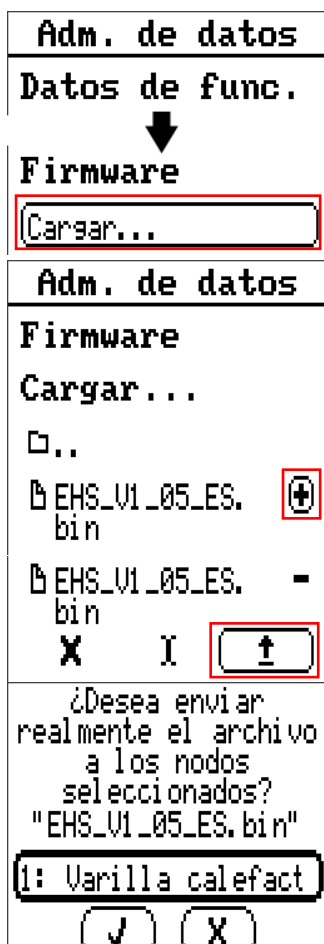 Adm. de datos
Datos de func.
Firmware
Cargar...
Adm. de datos
Firmware
Cargar...
..
EHS_V1_05_ES.
bin
EHS_V1_05_ES.
bin
¿Desea enviar
realmente el archivo
a los nodos
seleccionados?
"EHS_V1_05_ES.bin"
1: Varilla calefact